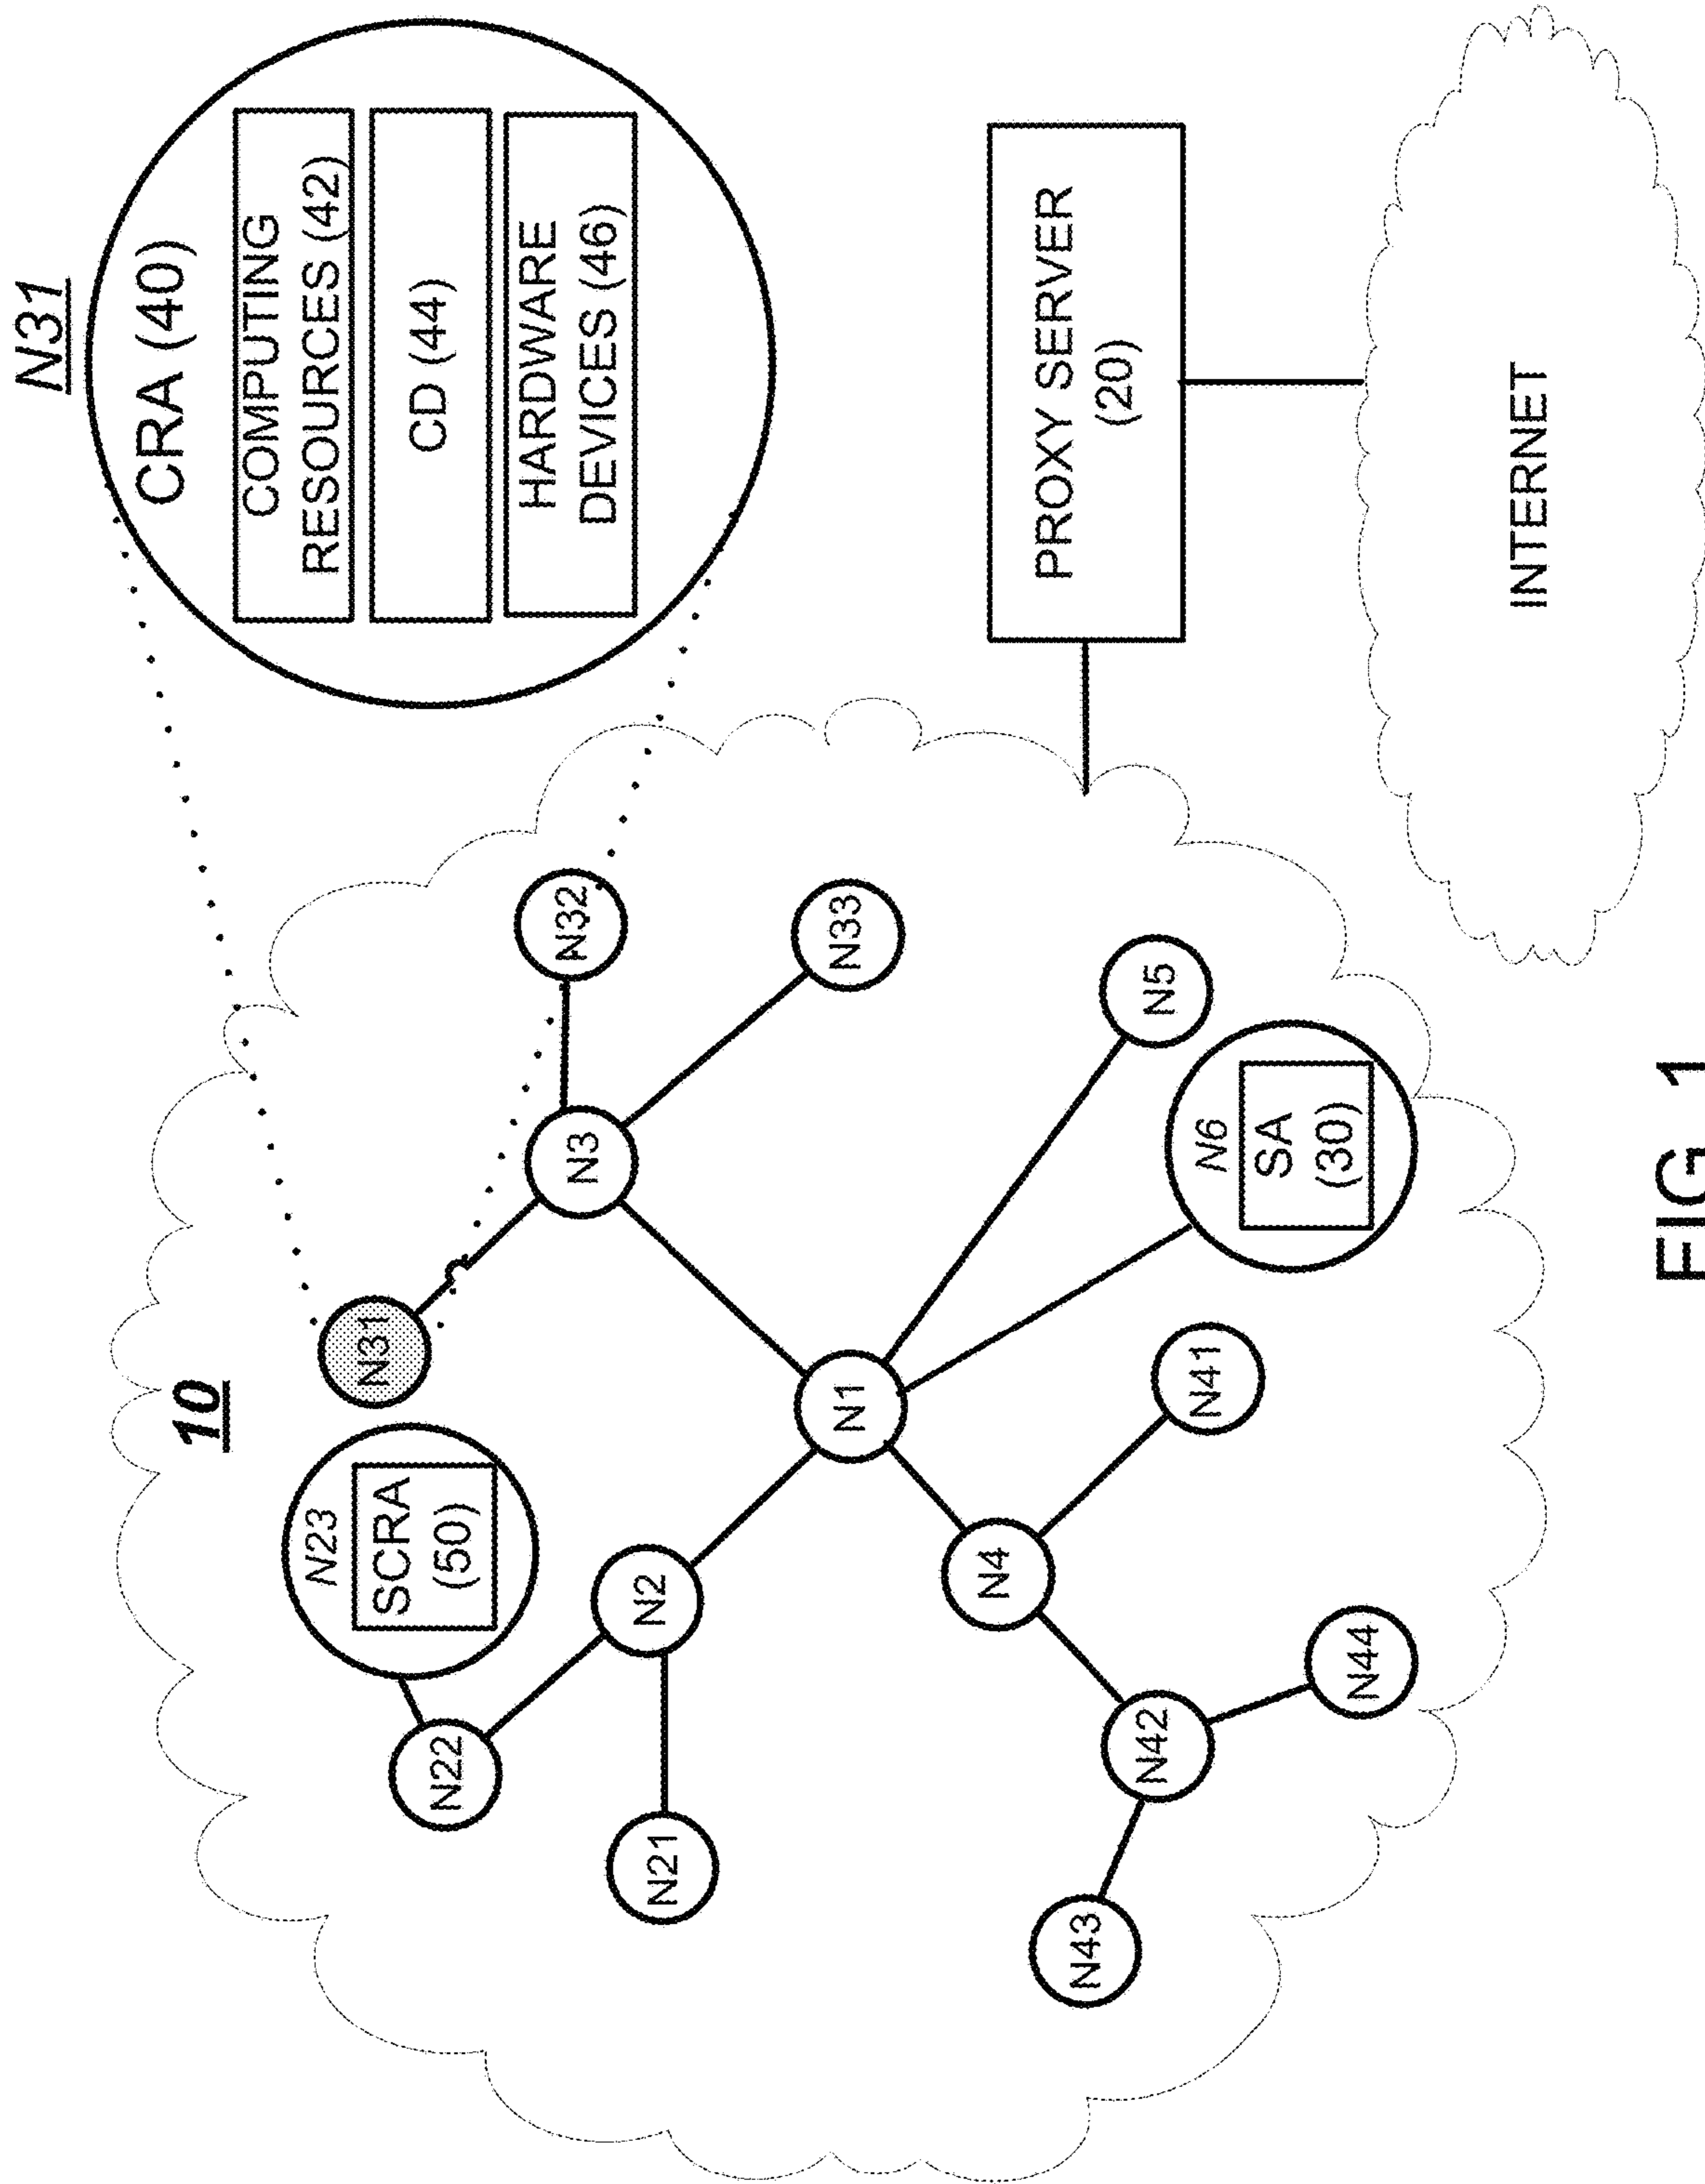 N31
CRA (40)
COMPUTING
RESOURCES (42)
CD (44)
HARDWARE
DEVICES (46)
10
N23
SCRA
(50)
N31
N22
N32
N3
N2
N21
N33
N1
N4
N43
N42
N41
N5
N6
SA
(30)
N44
PROXY SERVER
(20)
INTERNET
FIG. 1